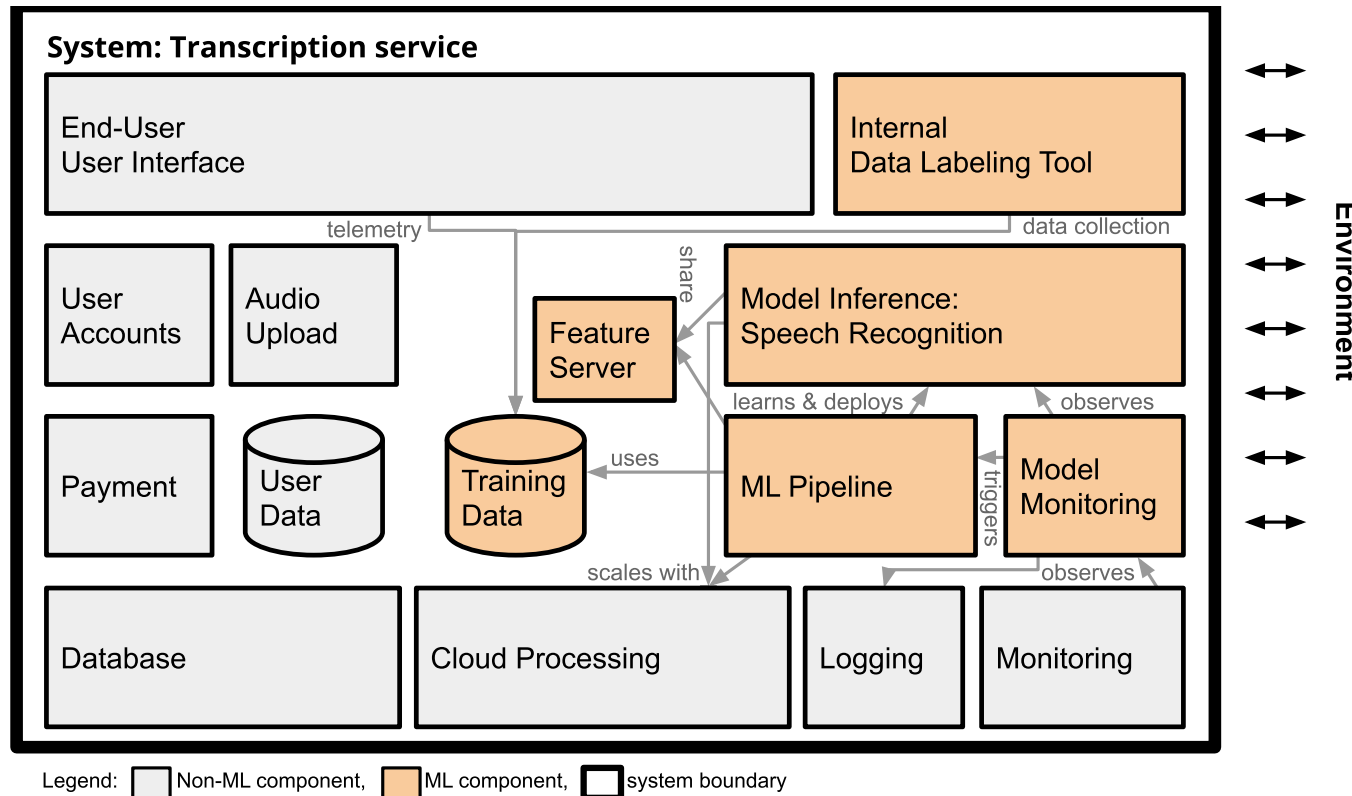 System: Transcription service
End-User
User Interface
Internal
Data Labeling Tool
telemetry
data collection
User
Accounts
Audio
Upload
share
Feature
Server
Model Inference:
Speech Recognition
Environment
learns & deploys
observes
Payment
User
Data
Training
Data
uses
ML Pipeline
triggers
Model
Monitoring
scales with
observes
Database
Cloud Processing
Logging
Monitoring
Legend: Non-ML component, ML component, system boundary